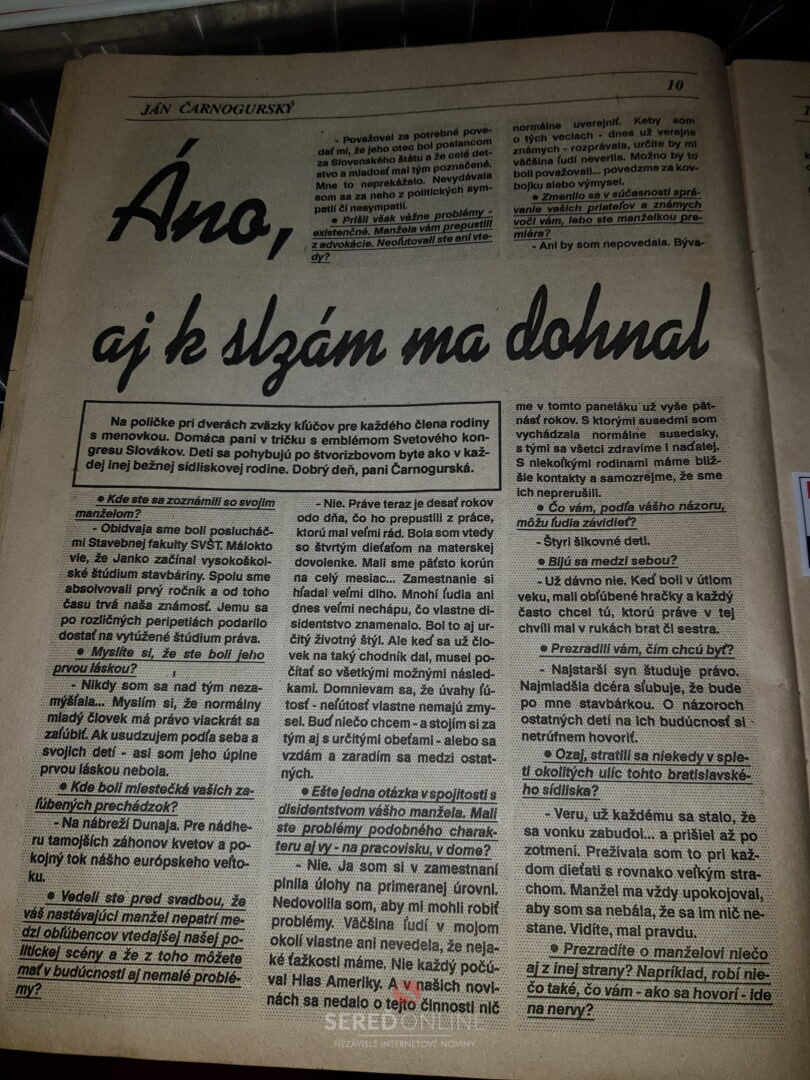 JÁN ČARNOGURSKÝ
10
Áno,
aj k slzám ma dohnal
Na poličke pri dverách zväzky kľúčov pre každého člena rodiny
s menovkou. Domáca pani v tričku s emblémom Svetového kon-
gresu Slovákov. Deti sa pohybujú po štvorizbovom byte ako v kaž-
dej inej bežnej sídliskovej rodine. Dobrý deň, pani Čarnogurská.
● Kde ste sa zoznámili so svojím
manželom?
- Obidvaja sme boli poslucháč-
mi Stavebnej fakulty SVŠT. Málokto
vie, že Janko začínal vysokoškol-
ské štúdium stavbáriny. Spolu sme
absolvovali prvý ročník a od toho
času trvá naša známosť. Jemu sa
po rozličných peripetiách podarilo
dostať na vytúžené štúdium práva.
● Myslíte si, že ste boli jeho
prvou láskou?
- Nikdy som sa nad tým neza-
mýšľala... Myslím si, že normálny
mladý človek má právo viackrát sa
zaľúbiť. Ak usudzujem podľa seba a
svojich detí - asi som jeho úplne
prvou láskou nebola.
● Kde boli miestečká vašich za-
ľúbených prechádzok?
- Na nábreží Dunaja. Pre nádhe-
ru tamojších záhonov kvetov a po-
kojný tok nášho európskeho veľto-
ku.
● Vedeli ste pred svadbou, že
váš nastávajúci manžel nepatrí me-
dzi obľúbencov vtedajšej našej po-
litickej scény a že z toho môžete
mať v budúcnosti aj nemalé problé-
my?
- Považoval za potrebné pove-
dať mi, že jeho otec bol poslancom
za Slovenského štátu a že celé det-
stvo a mladosť mal tým poznačené.
Mne to neprekážalo. Nevydávala
som sa za neho z politických sym-
patií či nesympatií.
● Prišli však vážne problémy -
existenčné. Manžela vám prepustili
z advokácie. Neoľutovali ste ani vte-
dy?
- Nie. Práve teraz je desať rokov
odo dňa, čo ho prepustili z práce,
ktorú mal veľmi rád. Bola som vtedy
so štvrtým dieťaťom na materskej
dovolenke. Mali sme päťsto korún
na celý mesiac... Zamestnanie si
hľadal veľmi dlho. Mnohí ľudia ani
dnes veľmi nechápu, čo vlastne di-
sidentstvo znamenalo. Bol to aj ur-
čitý životný štýl. Ale keď sa už člo-
vek na taký chodník dal, musel po-
čítať so všetkými možnými násled-
kami. Domnievam sa, že úvahy ľú-
tosť - neľútosť vlastne nemajú zmy-
sel. Buď niečo chcem - a stojím si za
tým aj s určitými obeťami - alebo sa
vzdám a zaradím sa medzi ostat-
ných.
● Ešte jedna otázka v spojitosti s
disidentstvom vášho manžela. Mali
ste problémy podobného charak-
teru aj vy - na pracovisku, v dome?
- Nie. Ja som si v zamestnaní
plnila úlohy na primeranej úrovni.
Nedovolila som, aby mi mohli robiť
problémy. Väčšina ľudí v mojom
okolí vlastne ani nevedela, že neja-
ké ťažkosti máme. Nie každý počú-
val Hlas Ameriky. A v našich novi-
nách sa nedalo o tejto činnosti nič
normálne uverejniť. Keby som
o tých veciach - dnes už verejne
známych - rozprávala, určite by mi
väčšina ľudí neverila. Možno by to
boli považovali... povedzme za kov-
bojku alebo výmysel.
● Zmenilo sa v súčasnosti sprá-
vanie vašich priateľov a známych
voči vám, lebo ste manželkou pre-
miéra?
- Ani by som nepovedala. Býva-
me v tomto paneláku už vyše pät-
násť rokov. S ktorými susedmi som
vychádzala normálne susedsky,
s tými sa všetci zdravíme i naďalej.
S niekoľkými rodinami máme bliž-
šie kontakty a samozrejme, že sme
ich neprerušili.
● Čo vám, podľa vášho názoru,
môžu ľudia závidieť?
- Štyri šikovné deti.
● Bijú sa medzi sebou?
- Už dávno nie. Keď boli v útlom
veku, mali obľúbené hračky a každý
často chcel tú, ktorú práve v tej
chvíli mal v rukách brat či sestra.
● Prezradili vám, čím chcú byť?
- Najstarší syn študuje právo.
Najmladšia dcéra sľubuje, že bude
po mne stavbárkou. O názoroch
ostatných detí na ich budúcnosť si
netrúfnem hovoriť.
● Ozaj, stratili sa niekedy v sple-
ti okolitých ulíc tohto bratislavské-
ho sídliska?
- Veru, už každému sa stalo, že
sa vonku zabudol... a prišiel až po
zotmení. Prežívala som to pri kaž-
dom dieťati s rovnako veľkým stra-
chom. Manžel ma vždy upokojoval,
aby som sa nebála, že sa im nič ne-
stane. Vidíte, mal pravdu.
● Prezradíte o manželovi niečo
aj z inej strany? Napríklad, robí nie-
čo také, čo vám - ako sa hovorí - ide
na nervy?
SEREDONLINE
NEZÁVISLÉ INTERNETOVÉ NOVINY